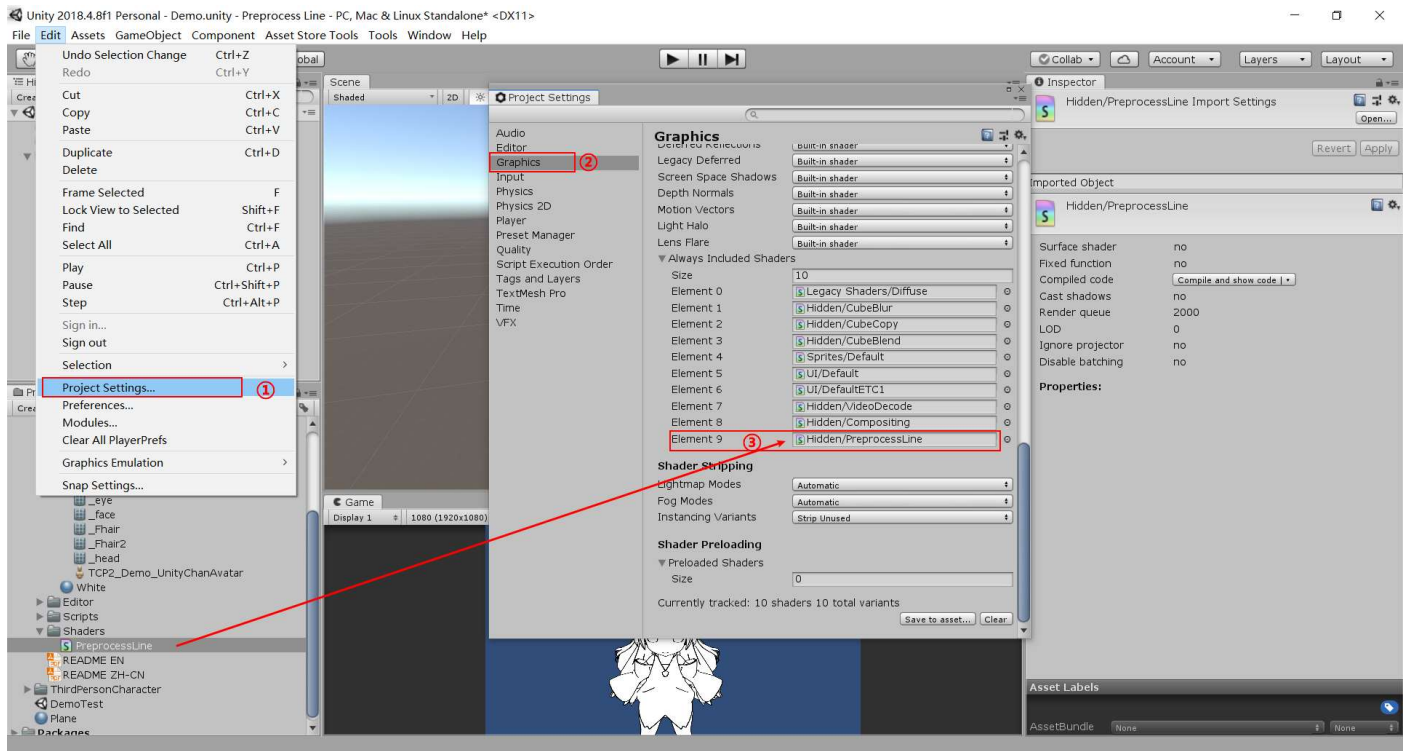 Unity 2018.4.8f1 Personal - Demo.unity - Preprocess Line - PC, Mac & Linux Standalone* <DX11>
File Edit Assets GameObject Component Asset Store Tools Tools Window Help
Undo Selection Change Ctrl+Z
Redo Ctrl+Y
Cut Ctrl+X
Copy Ctrl+C
Paste Ctrl+V
Duplicate Ctrl+D
Delete
Frame Selected F
Lock View to Selected Shift+F
Find Ctrl+F
Select All Ctrl+A
Play Ctrl+P
Pause Ctrl+Shift+P
Step Ctrl+Alt+P
Sign in...
Sign out
Selection
Project Settings... ①
Preferences...
Modules...
Clear All PlayerPrefs
Graphics Emulation
Snap Settings...
obal
Collab Account Layers Layout
Hi
Crea
Pr
Crea
_eye
_face
_Fhair
_Fhair2
_head
TCP2_Demo_UnityChanAvatar
White
Editor
Scripts
Shaders
PreprocessLine
README EN
README ZH-CN
ThirdPersonCharacter
DemoTest
Plane
Packages
Scene
Shaded 2D
Game
Display 1 1080 (1920x1080)
Project Settings
Audio
Editor
Graphics ②
Input
Physics
Physics 2D
Player
Preset Manager
Quality
Script Execution Order
Tags and Layers
TextMesh Pro
Time
VFX
Graphics
Deferred Reflections Built-in shader
Legacy Deferred Built-in shader
Screen Space Shadows Built-in shader
Depth Normals Built-in shader
Motion Vectors Built-in shader
Light Halo Built-in shader
Lens Flare Built-in shader
Always Included Shaders
Size 10
Element 0 Legacy Shaders/Diffuse
Element 1 Hidden/CubeBlur
Element 2 Hidden/CubeCopy
Element 3 Hidden/CubeBlend
Element 4 Sprites/Default
Element 5 UI/Default
Element 6 UI/DefaultETC1
Element 7 Hidden/VideoDecode
Element 8 Hidden/Compositing
Element 9 ③ Hidden/PreprocessLine
Shader Stripping
Lightmap Modes Automatic
Fog Modes Automatic
Instancing Variants Strip Unused
Shader Preloading
Preloaded Shaders
Size 0
Currently tracked: 10 shaders 10 total variants
Save to asset... Clear
Inspector
Hidden/PreprocessLine Import Settings
Open...
Revert Apply
Imported Object
Hidden/PreprocessLine
Surface shader no
Fixed function no
Compiled code Compile and show code
Cast shadows no
Render queue 2000
LOD 0
Ignore projector no
Disable batching no
Properties:
Asset Labels
AssetBundle None None